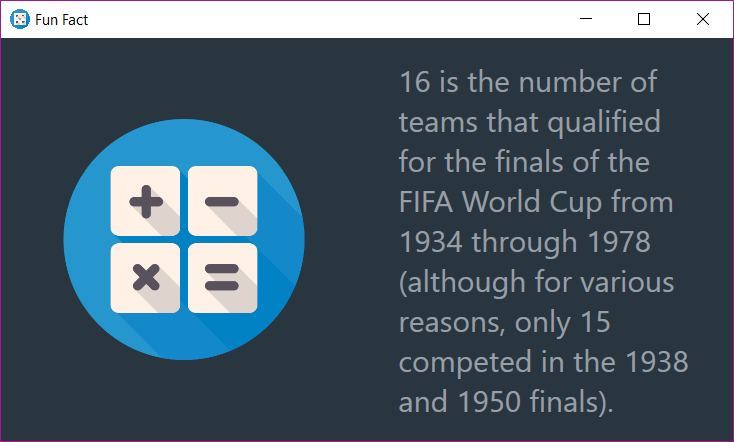 Fun Fact
16 is the number of
teams that qualified
for the finals of the
FIFA World Cup from
1934 through 1978
(although for various
reasons, only 15
competed in the 1938
and 1950 finals).